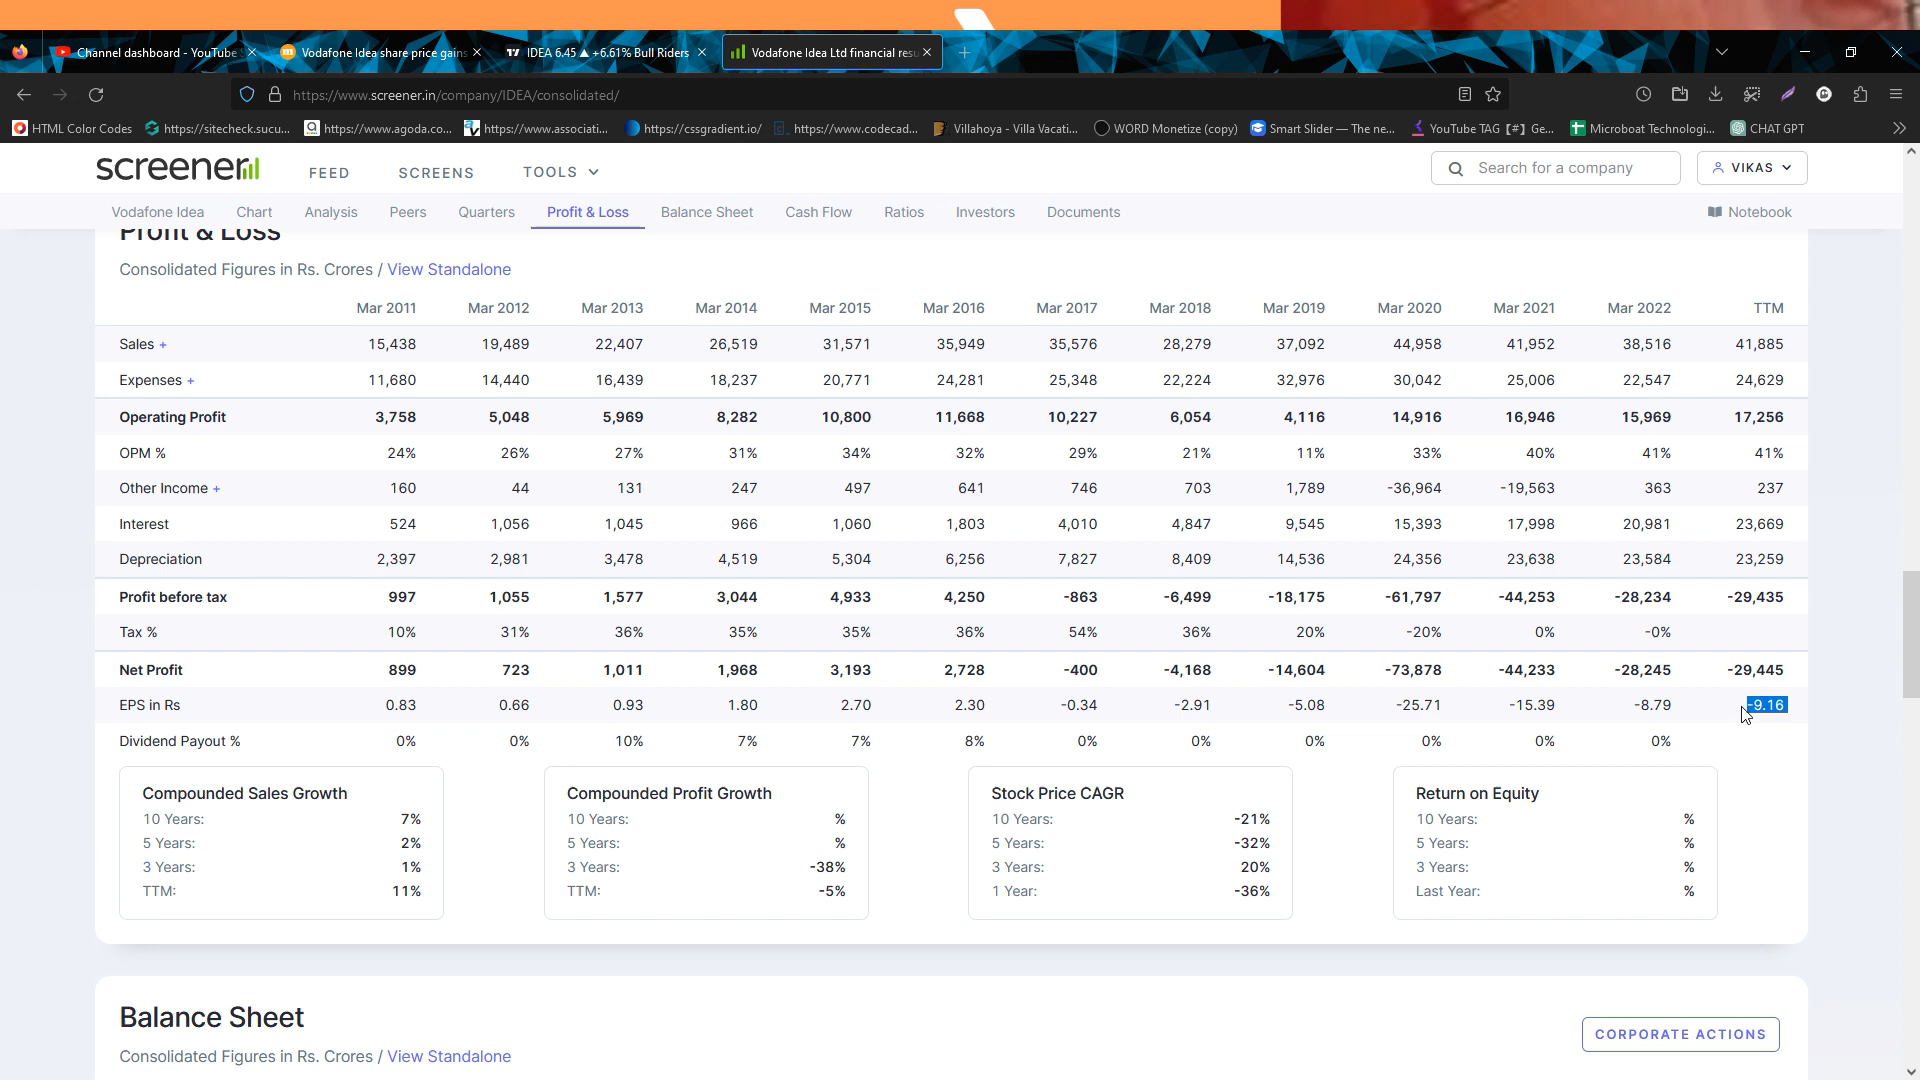 Channel dashboard - YouTube
Vodafone Idea share price gains
IDEA 6.45 ▲ +6.61% Bull Riders
Vodafone Idea Ltd financial resu
https://www.screener.in/company/IDEA/consolidated/
HTML Color Codes
https://sitecheck.sucu...
https://www.agoda.co...
https://www.associati...
https://cssgradient.io/
https://www.codecad...
Villahoya - Villa Vacati...
WORD Monetize (copy)
Smart Slider — The ne...
YouTube TAG【#】Ge...
Microboat Technologi...
CHAT GPT
screener
FEED
SCREENS
TOOLS
Search for a company
VIKAS
Vodafone Idea Chart Analysis Peers Quarters Profit & Loss Balance Sheet Cash Flow Ratios Investors Documents Notebook
Profit & Loss
Consolidated Figures in Rs. Crores / View Standalone
Mar 2011 Mar 2012 Mar 2013 Mar 2014 Mar 2015 Mar 2016 Mar 2017 Mar 2018 Mar 2019 Mar 2020 Mar 2021 Mar 2022 TTM
Sales + 15,438 19,489 22,407 26,519 31,571 35,949 35,576 28,279 37,092 44,958 41,952 38,516 41,885
Expenses + 11,680 14,440 16,439 18,237 20,771 24,281 25,348 22,224 32,976 30,042 25,006 22,547 24,629
Operating Profit 3,758 5,048 5,969 8,282 10,800 11,668 10,227 6,054 4,116 14,916 16,946 15,969 17,256
OPM % 24% 26% 27% 31% 34% 32% 29% 21% 11% 33% 40% 41% 41%
Other Income + 160 44 131 247 497 641 746 703 1,789 -36,964 -19,563 363 237
Interest 524 1,056 1,045 966 1,060 1,803 4,010 4,847 9,545 15,393 17,998 20,981 23,669
Depreciation 2,397 2,981 3,478 4,519 5,304 6,256 7,827 8,409 14,536 24,356 23,638 23,584 23,259
Profit before tax 997 1,055 1,577 3,044 4,933 4,250 -863 -6,499 -18,175 -61,797 -44,253 -28,234 -29,435
Tax % 10% 31% 36% 35% 35% 36% 54% 36% 20% -20% 0% -0%
Net Profit 899 723 1,011 1,968 3,193 2,728 -400 -4,168 -14,604 -73,878 -44,233 -28,245 -29,445
EPS in Rs 0.83 0.66 0.93 1.80 2.70 2.30 -0.34 -2.91 -5.08 -25.71 -15.39 -8.79 -9.16
Dividend Payout % 0% 0% 10% 7% 7% 8% 0% 0% 0% 0% 0% 0%
Compounded Sales Growth
10 Years: 7%
5 Years: 2%
3 Years: 1%
TTM: 11%
Compounded Profit Growth
10 Years: %
5 Years: %
3 Years: -38%
TTM: -5%
Stock Price CAGR
10 Years: -21%
5 Years: -32%
3 Years: 20%
1 Year: -36%
Return on Equity
10 Years: %
5 Years: %
3 Years: %
Last Year: %
Balance Sheet
CORPORATE ACTIONS
Consolidated Figures in Rs. Crores / View Standalone